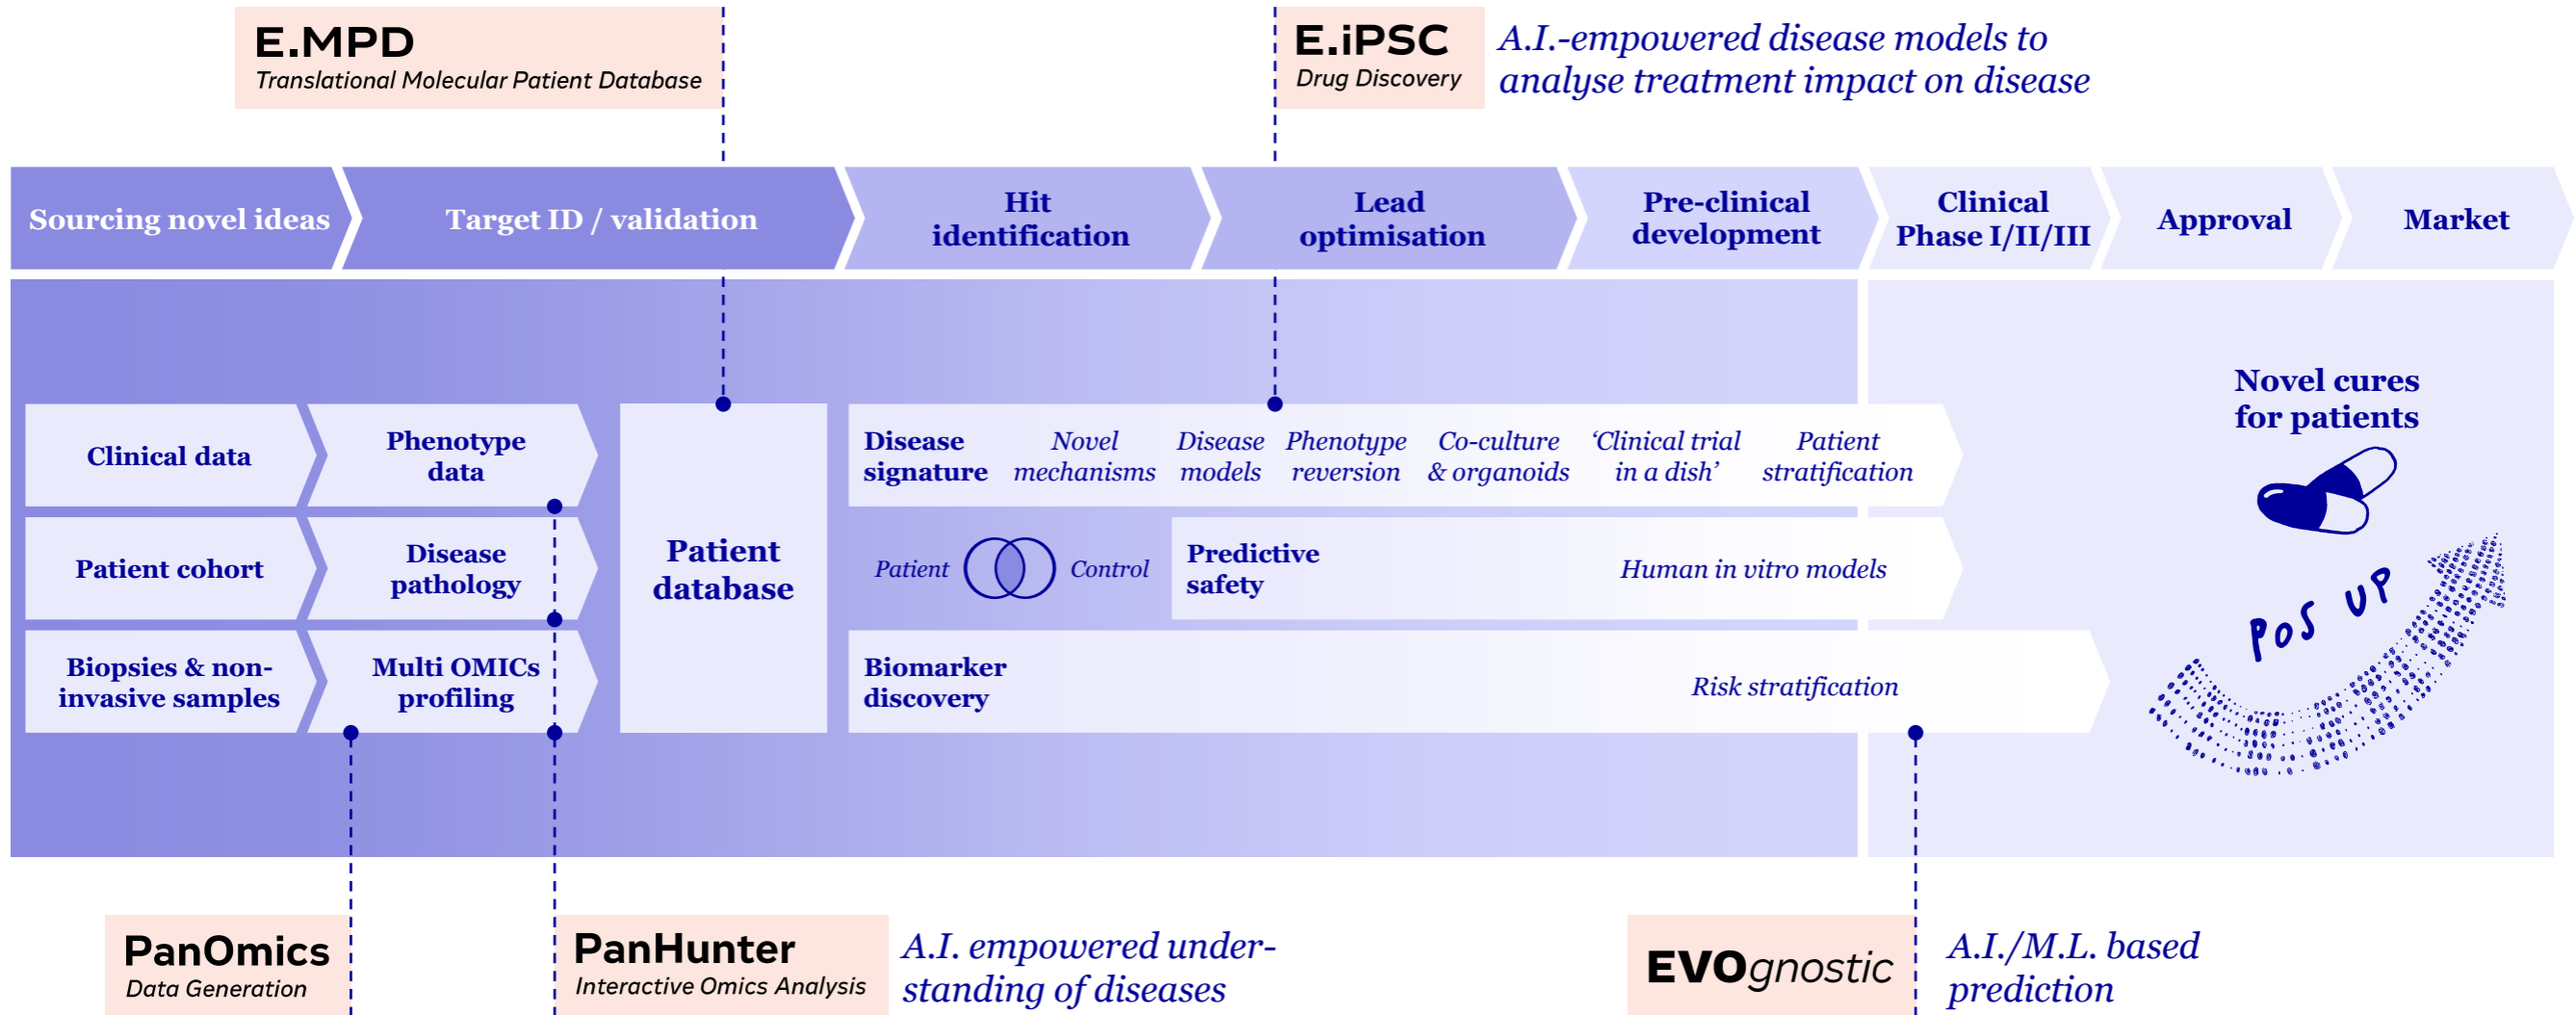 E.MPD
Translational Molecular Patient Database
E.iPSC
Drug Discovery
A.I.-empowered disease models to
analyse treatment impact on disease
Sourcing novel ideas
Target ID / validation
Hit
identification
Lead
optimisation
Pre-clinical
development
Clinical
Phase I/II/III
Approval
Market
Clinical data
Phenotype
data
Patient cohort
Disease
pathology
Biopsies & non-
invasive samples
Multi OMICs
profiling
Patient
database
Disease
signature
Novel
mechanisms
Disease
models
Phenotype
reversion
Co-culture
& organoids
‘Clinical trial
in a dish’
Patient
stratification
Patient
Control
Predictive
safety
Human in vitro models
Biomarker
discovery
Risk stratification
Novel cures
for patients
POS UP
PanOmics
Data Generation
PanHunter
Interactive Omics Analysis
A.I. empowered under-
standing of diseases
EVOgnostic
A.I./M.L. based
prediction